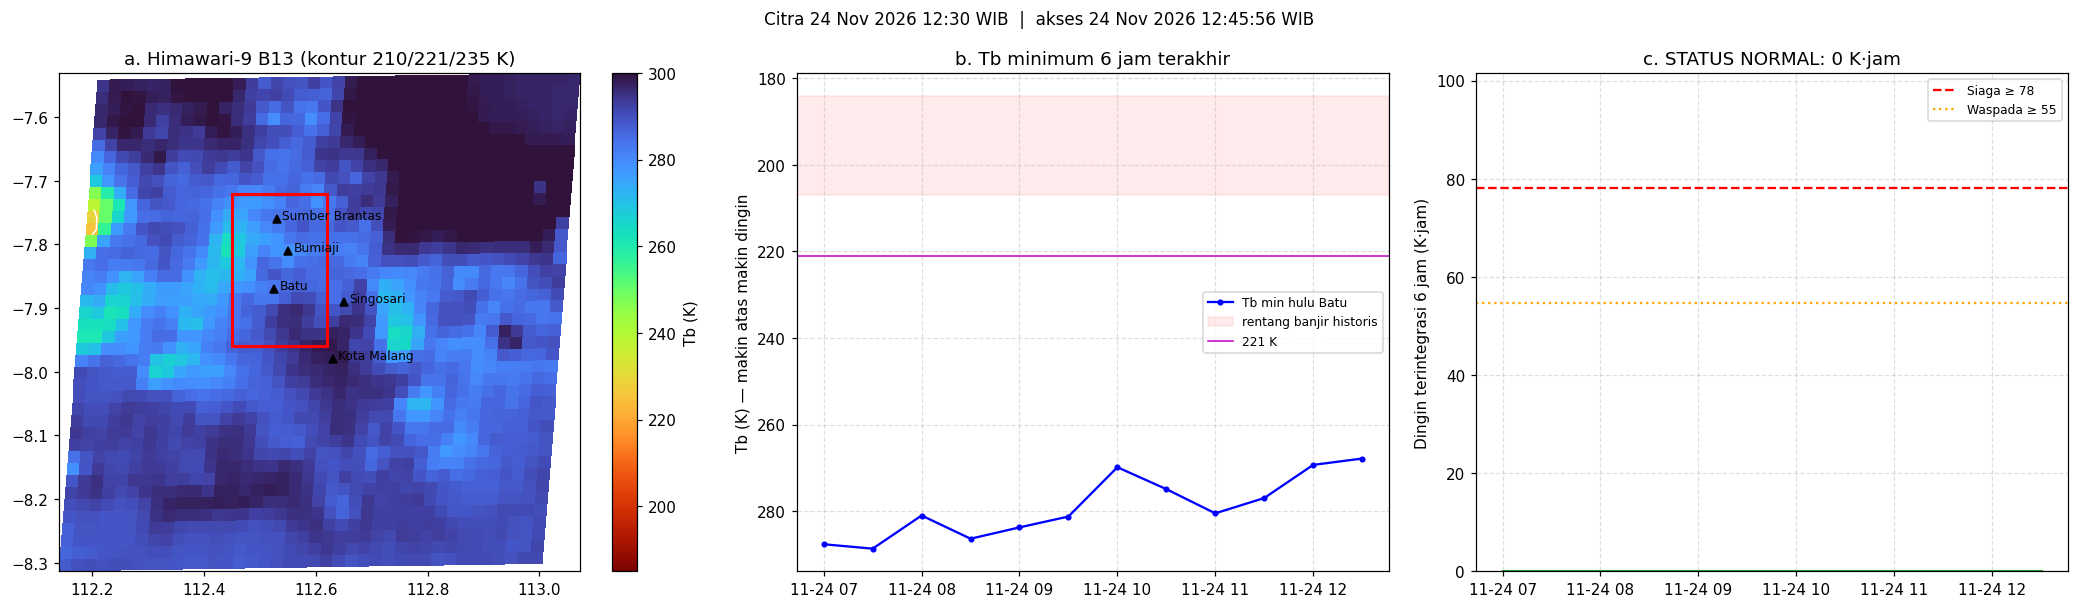 Citra 24 Nov 2026 12:30 WIB | akses 24 Nov 2026 12:45:56 WIB
a. Himawari-9 B13 (kontur 210/221/235 K)
−7.6
−7.7
−7.8
−7.9
−8.0
−8.1
−8.2
−8.3
112.2
112.4
112.6
112.8
113.0
Sumber Brantas
Bumiaji
Batu
Singosari
Kota Malang
300
280
260
240
220
200
Tb (K)
b. Tb minimum 6 jam terakhir
Tb (K) — makin atas makin dingin
180
200
220
240
260
280
Tb min hulu Batu
rentang banjir historis
221 K
11-24 07
11-24 08
11-24 09
11-24 10
11-24 11
11-24 12
c. STATUS NORMAL: 0 K·jam
Dingin terintegrasi 6 jam (K·jam)
100
80
60
40
20
0
Siaga ≥ 78
Waspada ≥ 55
11-24 07
11-24 08
11-24 09
11-24 10
11-24 11
11-24 12